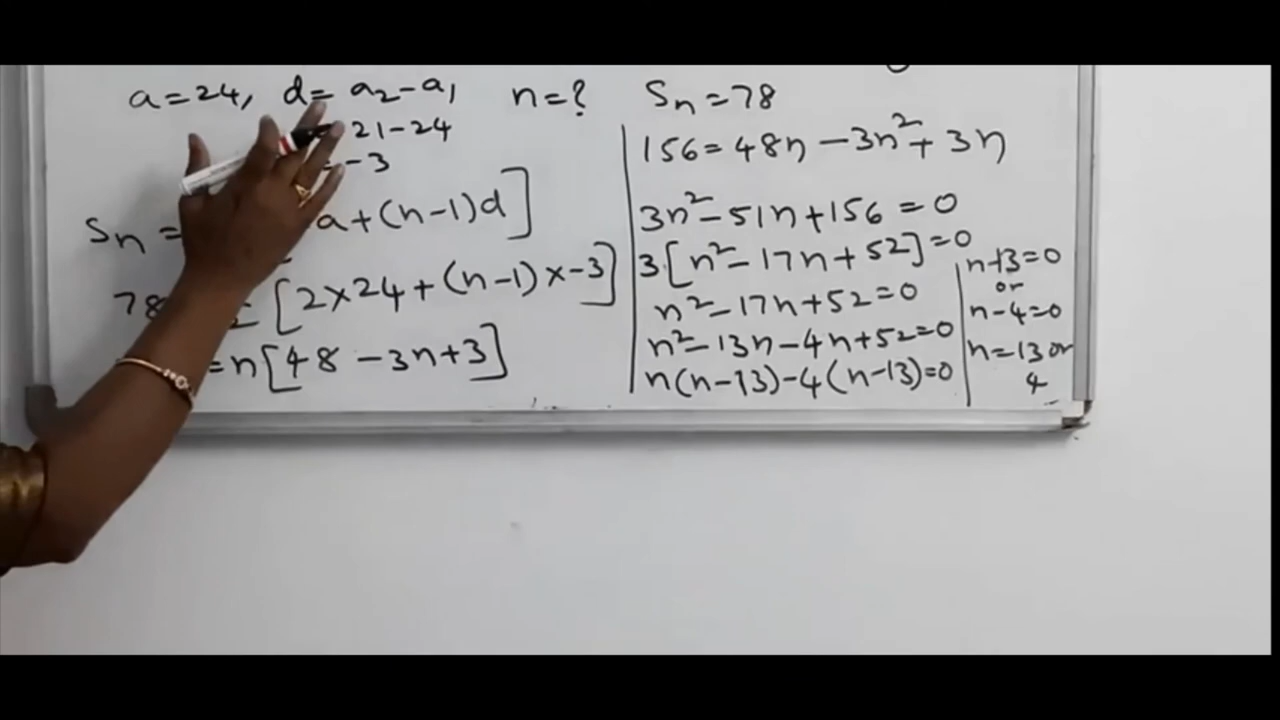 a = 24, d = a₂ - a₁ n = ? Sₙ = 78
21 - 24
= -3
Sₙ = a + (n-1)d]
78 = [2×24 + (n-1)×-3]
= n[48 - 3n + 3]
156 = 48n - 3n² + 3n
3n² - 51n + 156 = 0
3[n² - 17n + 52] = 0
n² - 17n + 52 = 0
n² - 13n - 4n + 52 = 0
n(n-13) - 4(n-13) = 0
n+3=0
or
n-4=0
n=13 or
4